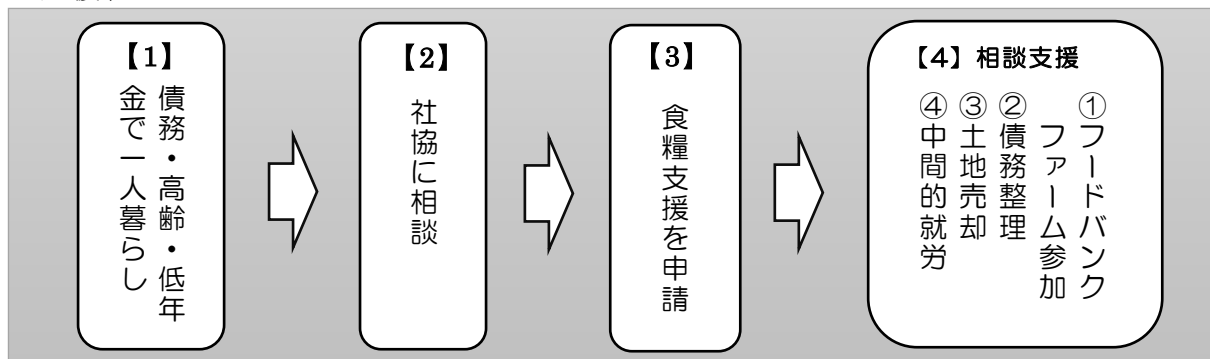 【1】
債務・高齢・低年
金で一人暮らし
【2】
社協に相談
【3】
食糧支援を申請
【4】相談支援
①フードバンク
ファーム参加
②債務整理
③土地売却
④中間的就労